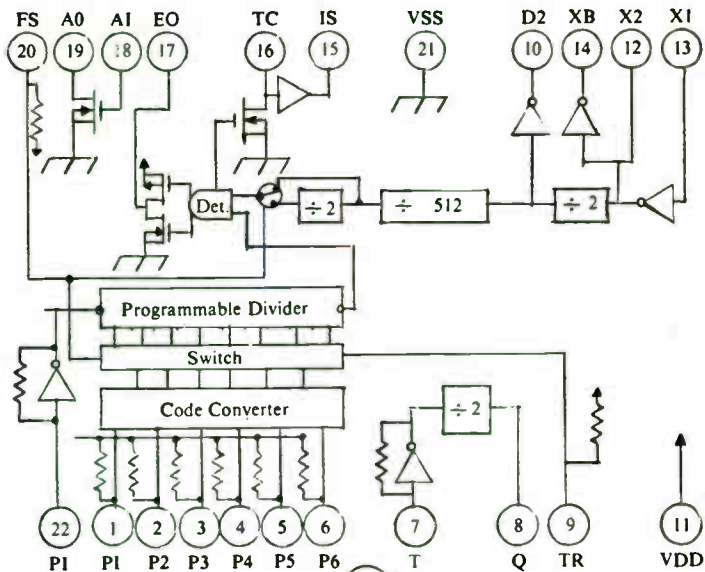 FS A0 AI EO TC IS VSS D2 XB X2 X1
20 19 18 17 16 15 21 10 14 12 13
Det.
÷ 2
÷ 512
÷ 2
Programmable Divider
Switch
Code Converter
÷ 2
22 1 2 3 4 5 6 7 8 9 11
PI P1 P2 P3 P4 P5 P6 T Q TR VDD